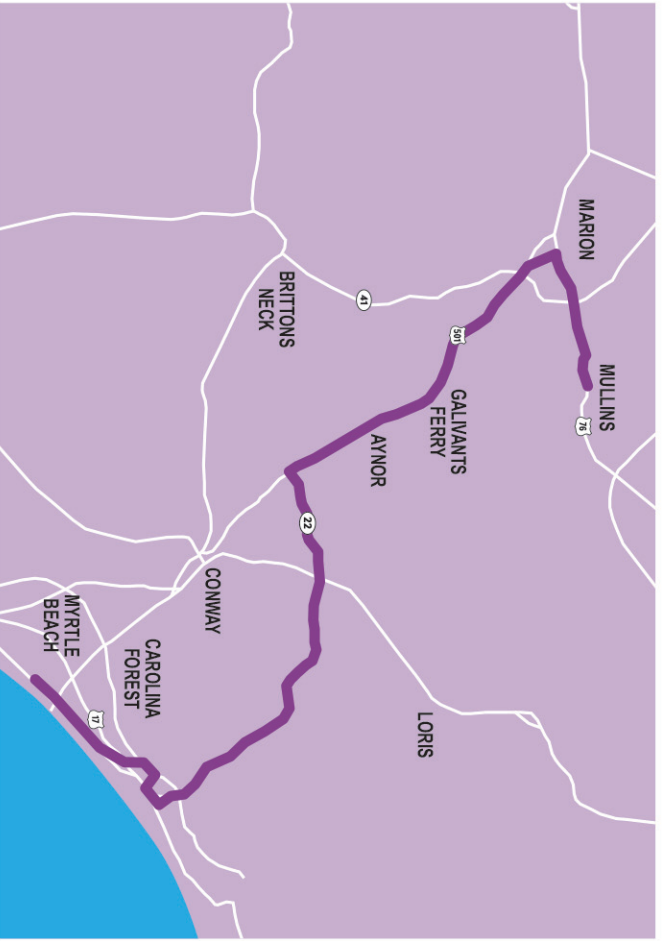 MARION
MULLINS
76
41
501
BRITTONS
NECK
GALIVANTS
FERRY
AYNOR
22
LORIS
CONWAY
CAROLINA
FOREST
MYRTLE
BEACH
17